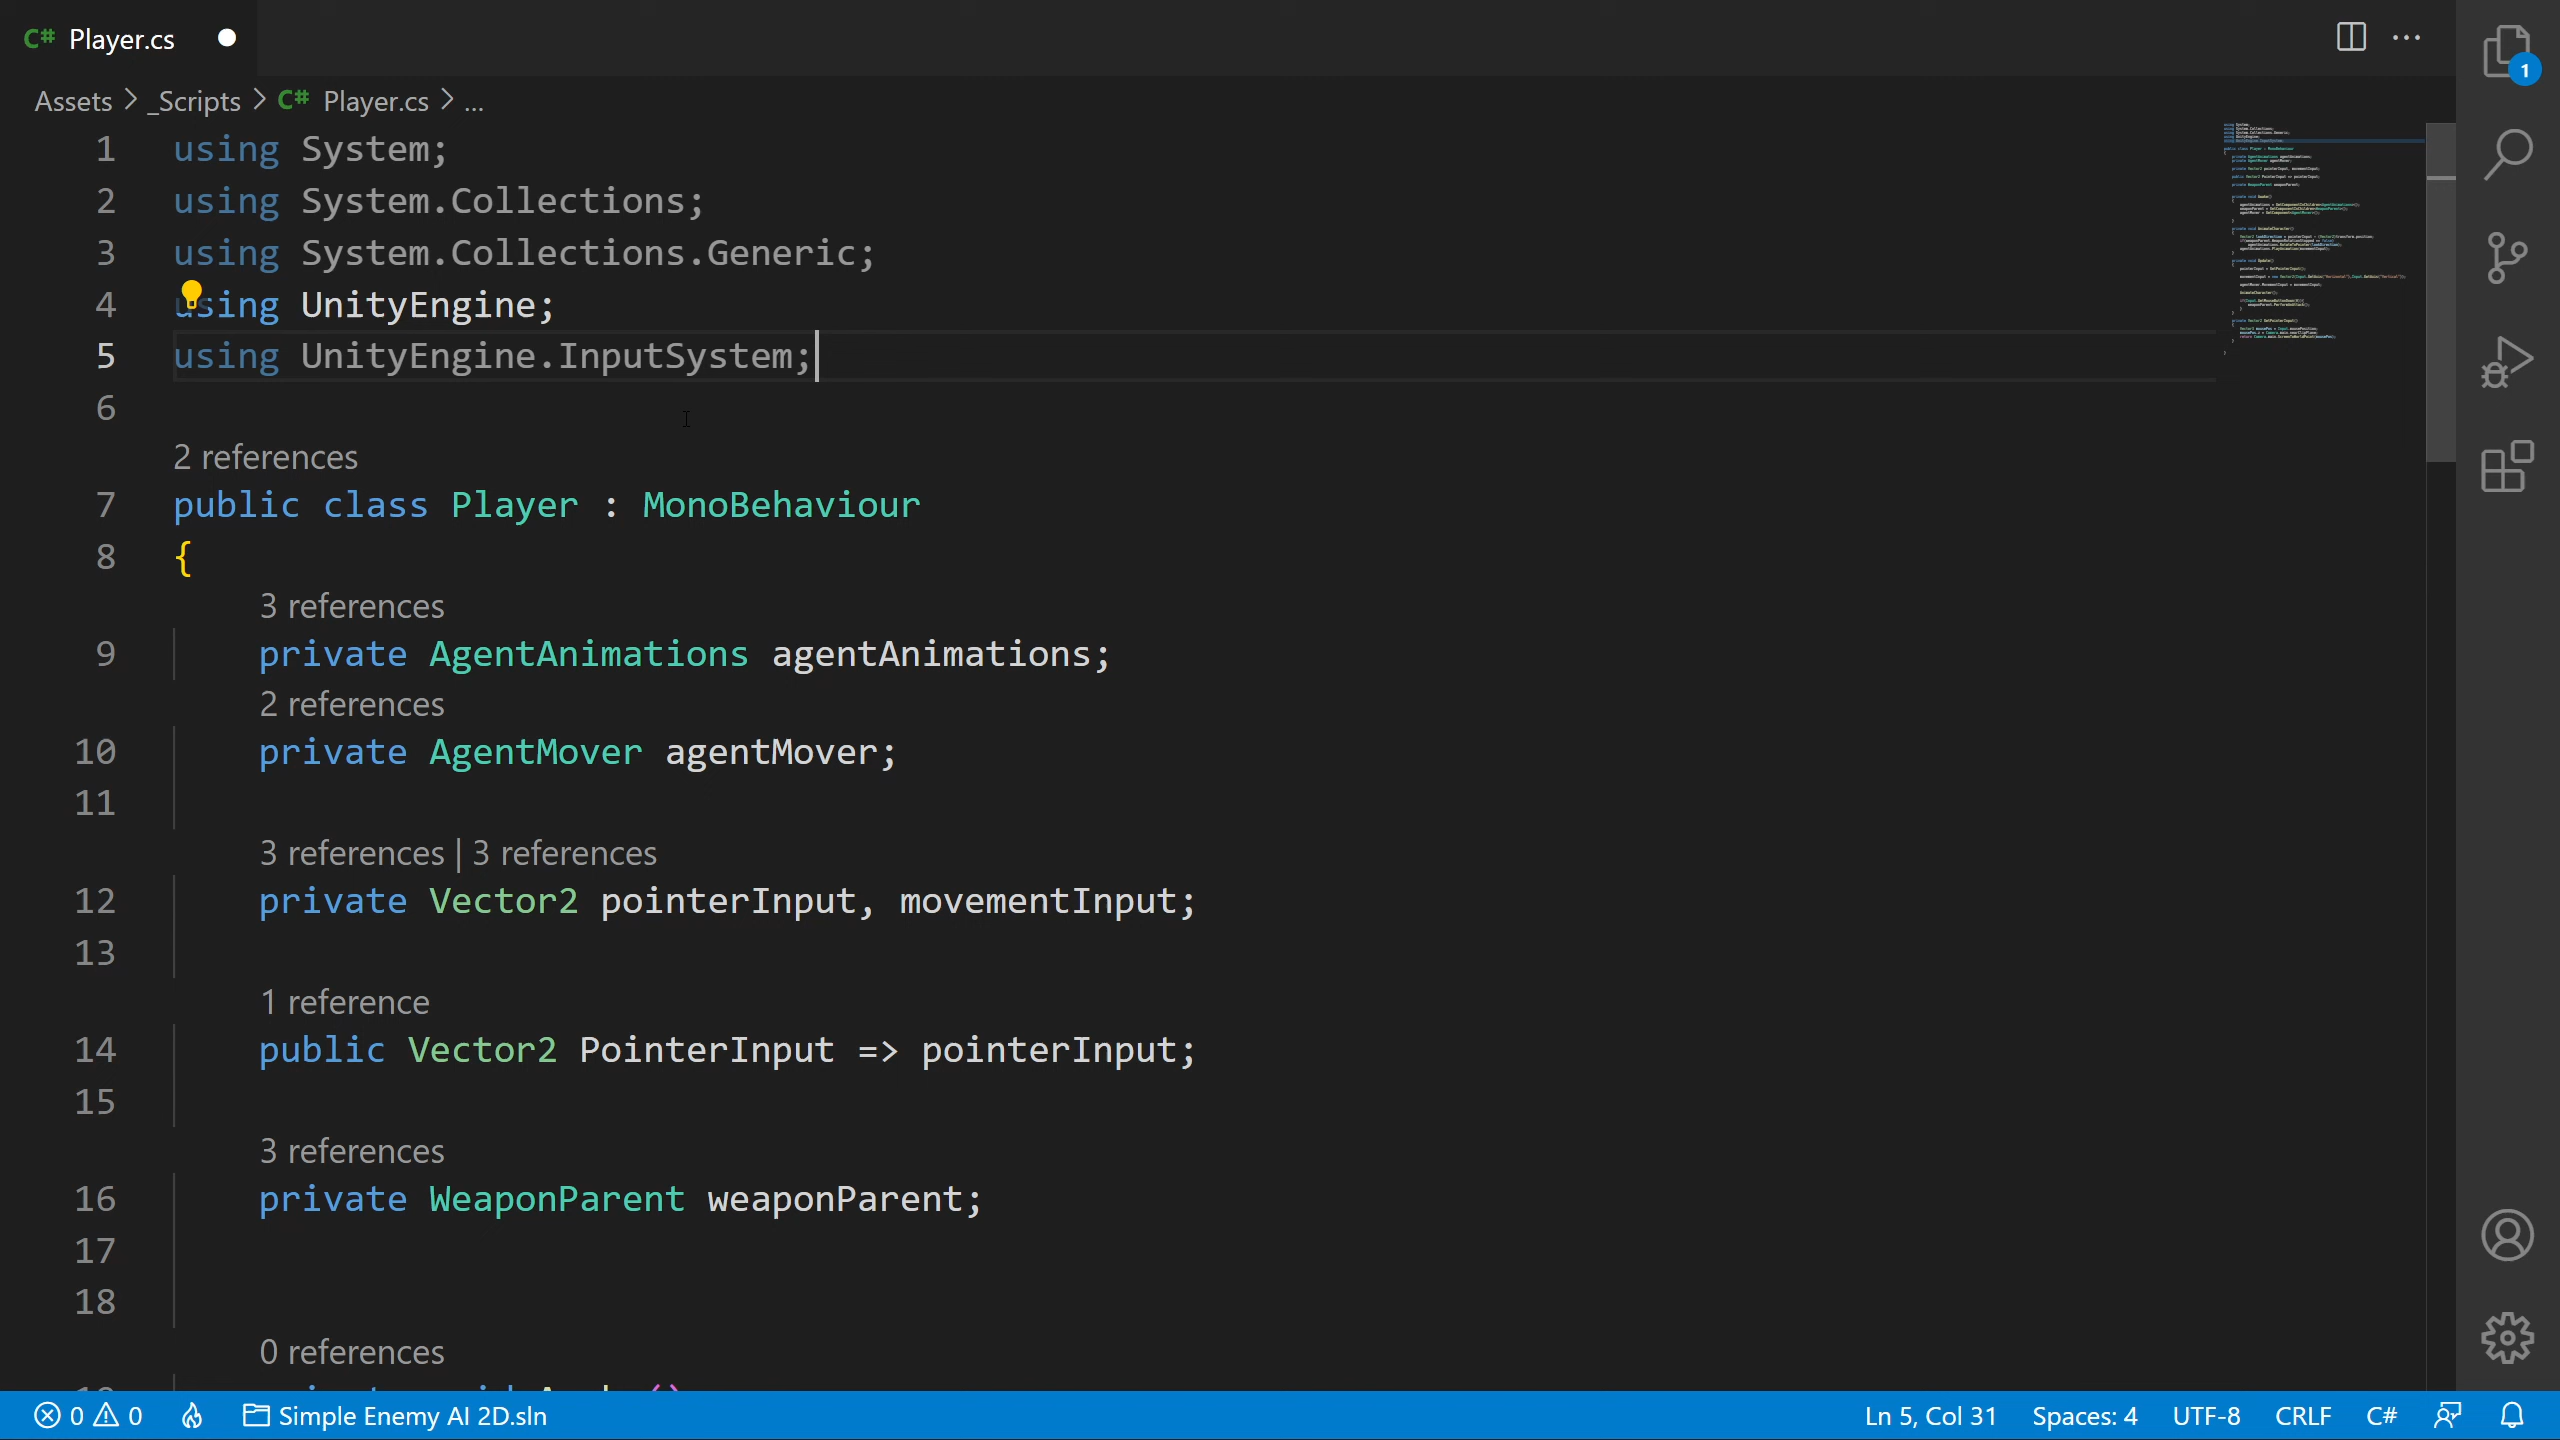 C# Player.cs
Assets > _Scripts > C# Player.cs > ...
1 using System;
2 using System.Collections;
3 using System.Collections.Generic;
4 using UnityEngine;
5 using UnityEngine.InputSystem;
6
2 references
7 public class Player : MonoBehaviour
8 {
3 references
9 private AgentAnimations agentAnimations;
2 references
10 private AgentMover agentMover;
11
3 references | 3 references
12 private Vector2 pointerInput, movementInput;
13
1 reference
14 public Vector2 PointerInput => pointerInput;
15
3 references
16 private WeaponParent weaponParent;
17
18
0 references
0 0 Simple Enemy AI 2D.sln Ln 5, Col 31 Spaces: 4 UTF-8 CRLF C#
1